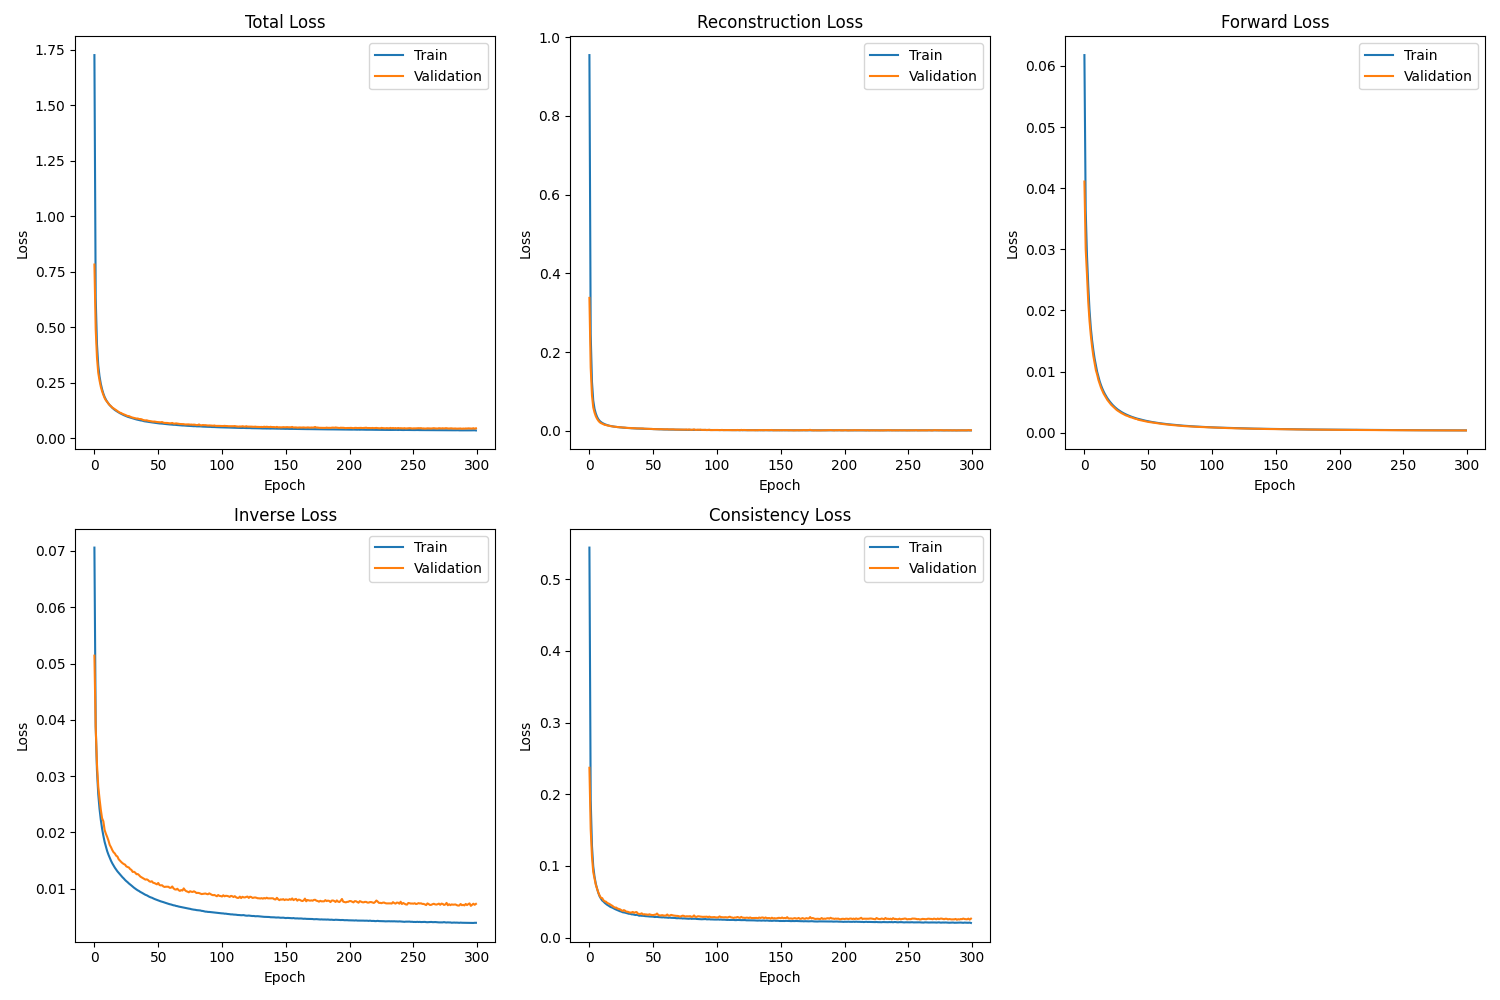 Total Loss
Train
Validation
1.75
1.50
1.25
1.00
0.75
0.50
0.25
0.00
Loss
0 50 100 150 200 250 300
Epoch
Reconstruction Loss
Train
Validation
1.0
0.8
0.6
0.4
0.2
0.0
Loss
0 50 100 150 200 250 300
Epoch
Forward Loss
Train
Validation
0.06
0.05
0.04
0.03
0.02
0.01
0.00
Loss
0 50 100 150 200 250 300
Epoch
Inverse Loss
Train
Validation
0.07
0.06
0.05
0.04
0.03
0.02
0.01
Loss
0 50 100 150 200 250 300
Epoch
Consistency Loss
Train
Validation
0.5
0.4
0.3
0.2
0.1
0.0
Loss
0 50 100 150 200 250 300
Epoch